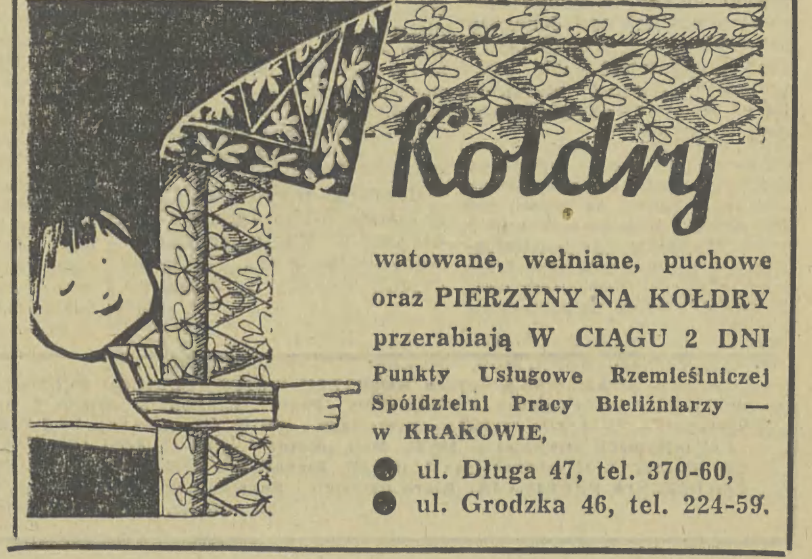 Kołdry
watowane, wełniane, puchowe
oraz PIERZYNY NA KOŁDRY
przerabiają W CIĄGU 2 DNI
Punkty Usługowe Rzemieślniczej
Spółdzielni Pracy Bieliźniarzy —
w KRAKOWIE,
● ul. Długa 47, tel. 370-60,
● ul. Grodzka 46, tel. 224-59.